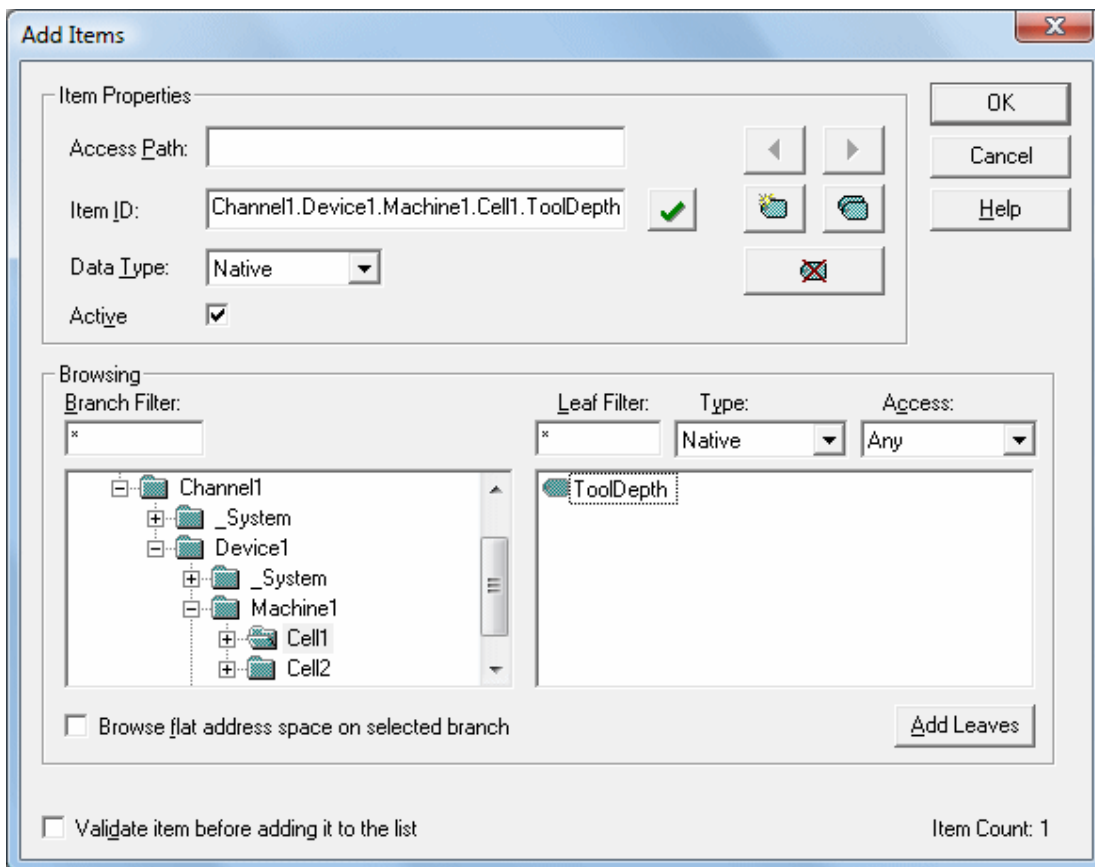 Add Items
Item Properties
OK
Access Path:
Cancel
Item ID: Channel1.Device1.Machine1.Cell1.ToolDepth
Help
Data Type: Native
Active
Browsing
Branch Filter: Leaf Filter: Type: Access:
* * Native Any
Channel1 ToolDepth
_System
Device1
_System
Machine1
Cell1
Cell2
Browse flat address space on selected branch Add Leaves
Validate item before adding it to the list Item Count: 1